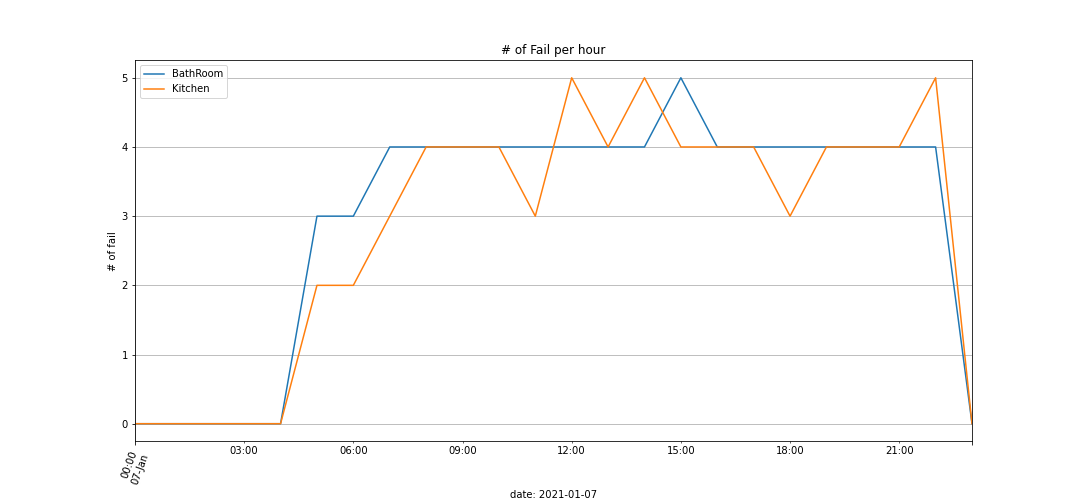 # of Fail per hour
BathRoom
Kitchen
# of fail
5
4
3
2
1
0
00:00
07-Jan
03:00
06:00
09:00
12:00
15:00
18:00
21:00
date: 2021-01-07